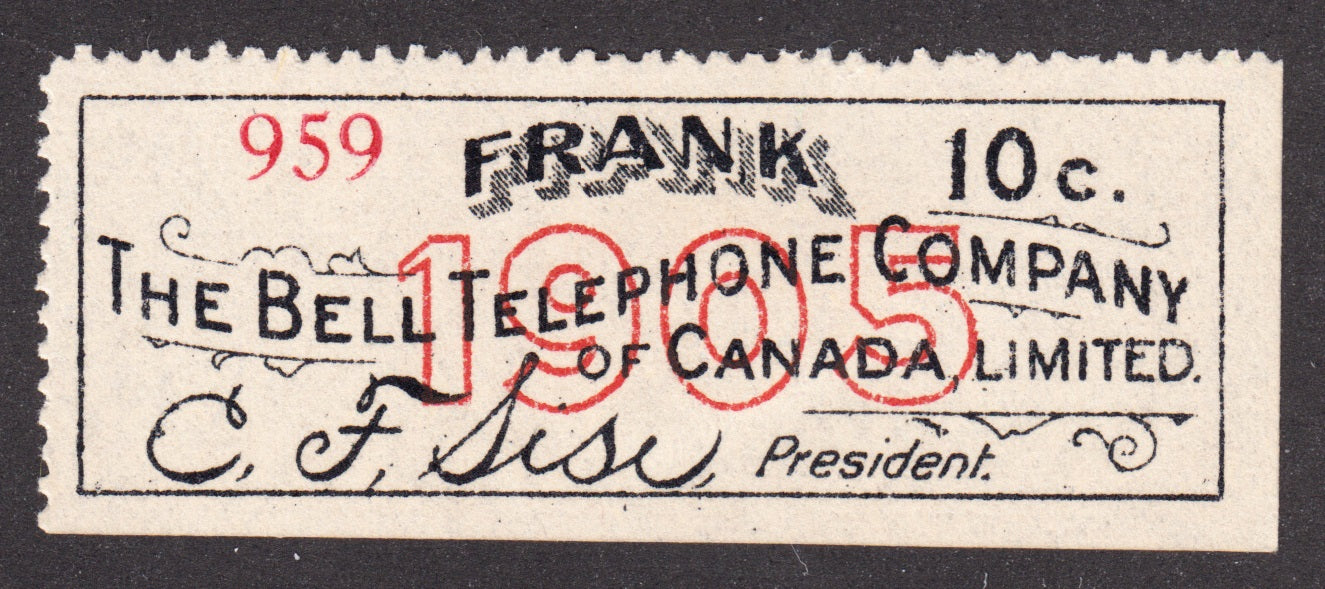 959 FRANK 10c.
1905
THE BELL TELEPHONE COMPANY
OF CANADA, LIMITED.
C. F. Sise, President.